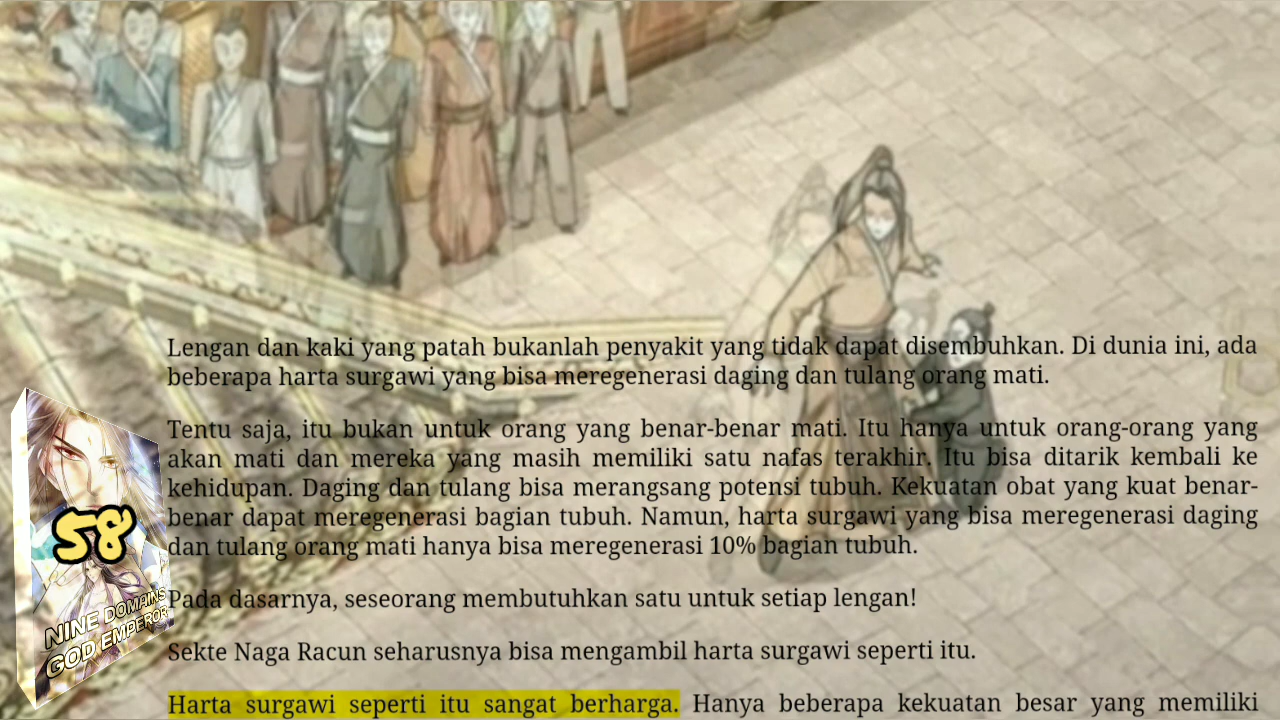 Lengan dan kaki yang patah bukanlah penyakit yang tidak dapat disembuhkan. Di dunia ini, ada
beberapa harta surgawi yang bisa meregenerasi daging dan tulang orang mati.
Tentu saja, itu bukan untuk orang yang benar-benar mati. Itu hanya untuk orang-orang yang
akan mati dan mereka yang masih memiliki satu nafas terakhir. Itu bisa ditarik kembali ke
kehidupan. Daging dan tulang bisa merangsang potensi tubuh. Kekuatan obat yang kuat benar-
benar dapat meregenerasi bagian tubuh. Namun, harta surgawi yang bisa meregenerasi daging
dan tulang orang mati hanya bisa meregenerasi 10% bagian tubuh.
Pada dasarnya, seseorang membutuhkan satu untuk setiap lengan!
Sekte Naga Racun seharusnya bisa mengambil harta surgawi seperti itu.
Harta surgawi seperti itu sangat berharga. Hanya beberapa kekuatan besar yang memiliki
58
NINE DOMAINS
GOD EMPEROR